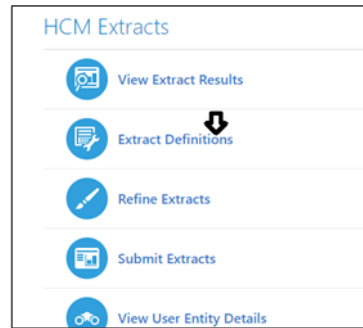 HCM Extracts
View Extract Results
Extract Definitions
Refine Extracts
Submit Extracts
View User Entity Details